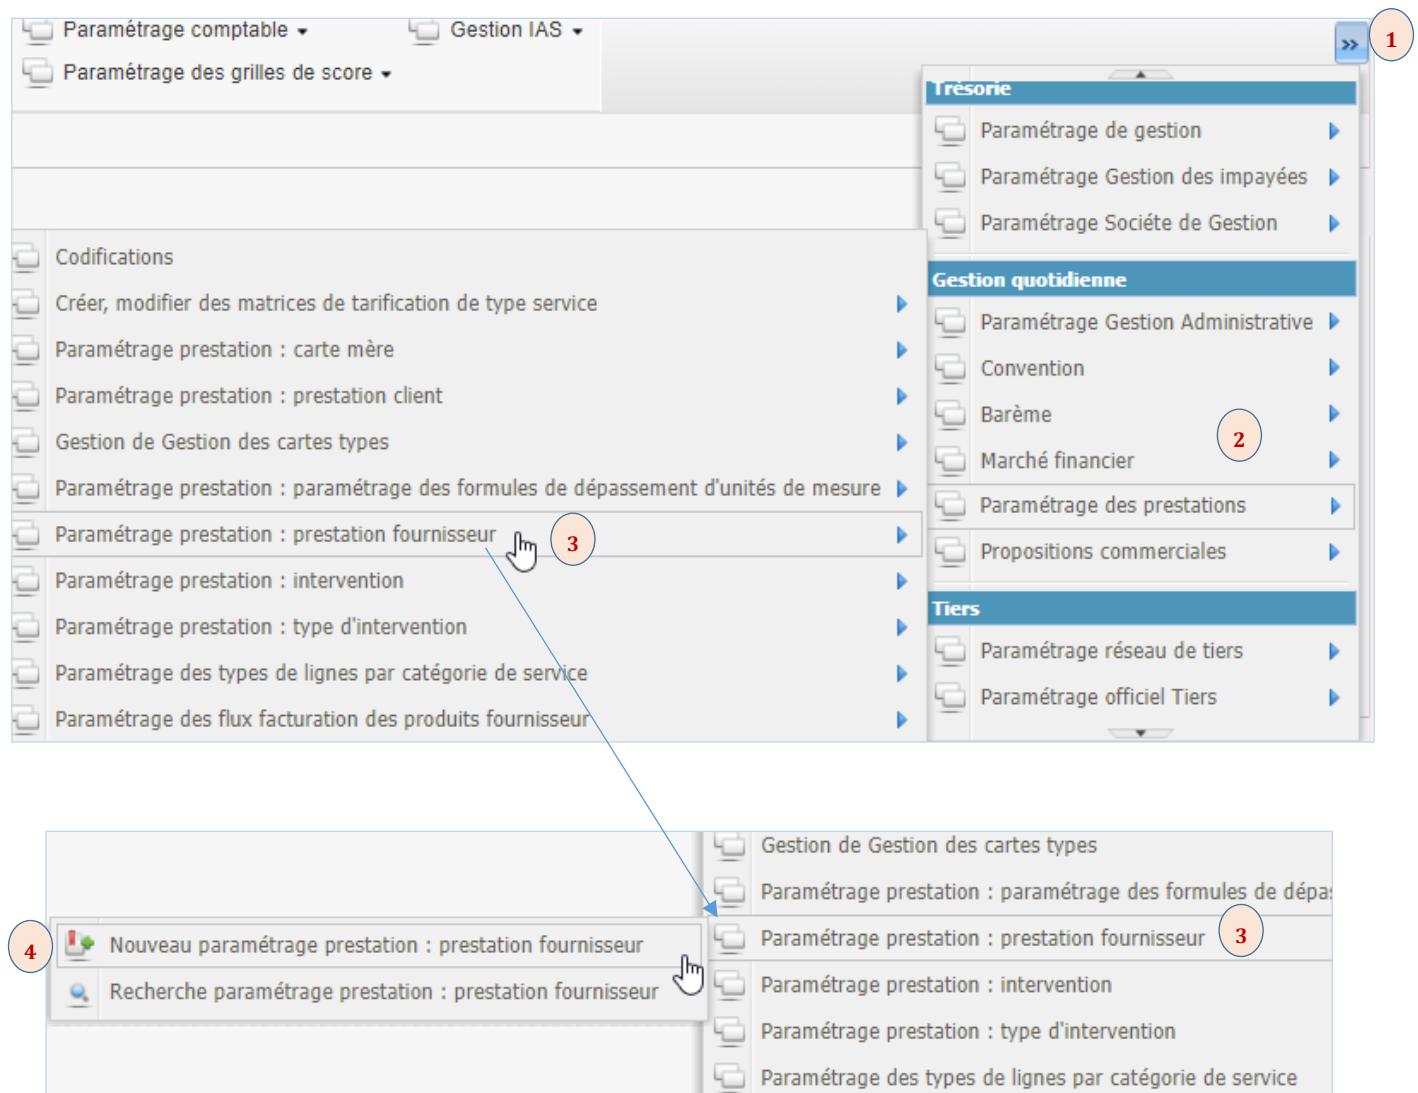 Paramétrage comptable
Gestion IAS
1
Paramétrage des grilles de score
Trésorie
Paramétrage de gestion
Paramétrage Gestion des impayées
Paramétrage Sociéte de Gestion
Gestion quotidienne
Paramétrage Gestion Administrative
Convention
Barème
2
Marché financier
Paramétrage des prestations
Propositions commerciales
Tiers
Paramétrage réseau de tiers
Paramétrage officiel Tiers
Codifications
Créer, modifier des matrices de tarification de type service
Paramétrage prestation : carte mère
Paramétrage prestation : prestation client
Gestion de Gestion des cartes types
Paramétrage prestation : paramétrage des formules de dépassement d'unités de mesure
Paramétrage prestation : prestation fournisseur
3
Paramétrage prestation : intervention
Paramétrage prestation : type d'intervention
Paramétrage des types de lignes par catégorie de service
Paramétrage des flux facturation des produits fournisseur
Gestion de Gestion des cartes types
Paramétrage prestation : paramétrage des formules de dépas
Paramétrage prestation : prestation fournisseur
3
Paramétrage prestation : intervention
Paramétrage prestation : type d'intervention
Paramétrage des types de lignes par catégorie de service
4
Nouveau paramétrage prestation : prestation fournisseur
Recherche paramétrage prestation : prestation fournisseur